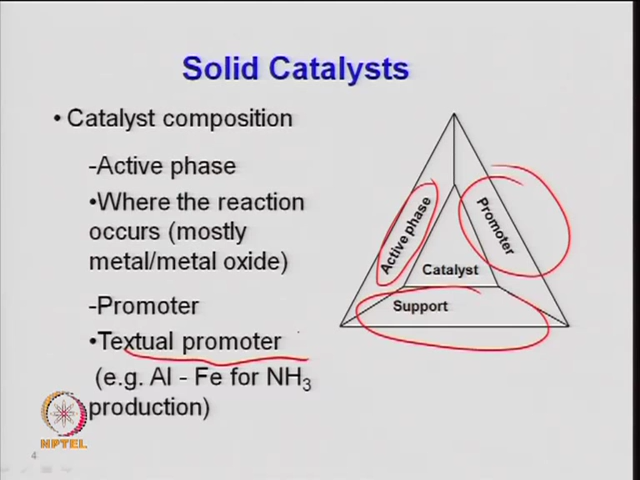 Solid Catalysts
• Catalyst composition
-Active phase
•Where the reaction
occurs (mostly
metal/metal oxide)
-Promoter
•Textual promoter
(e.g. Al - Fe for NH₃
production)
Active phase
Promoter
Catalyst
Support
NPTEL
4